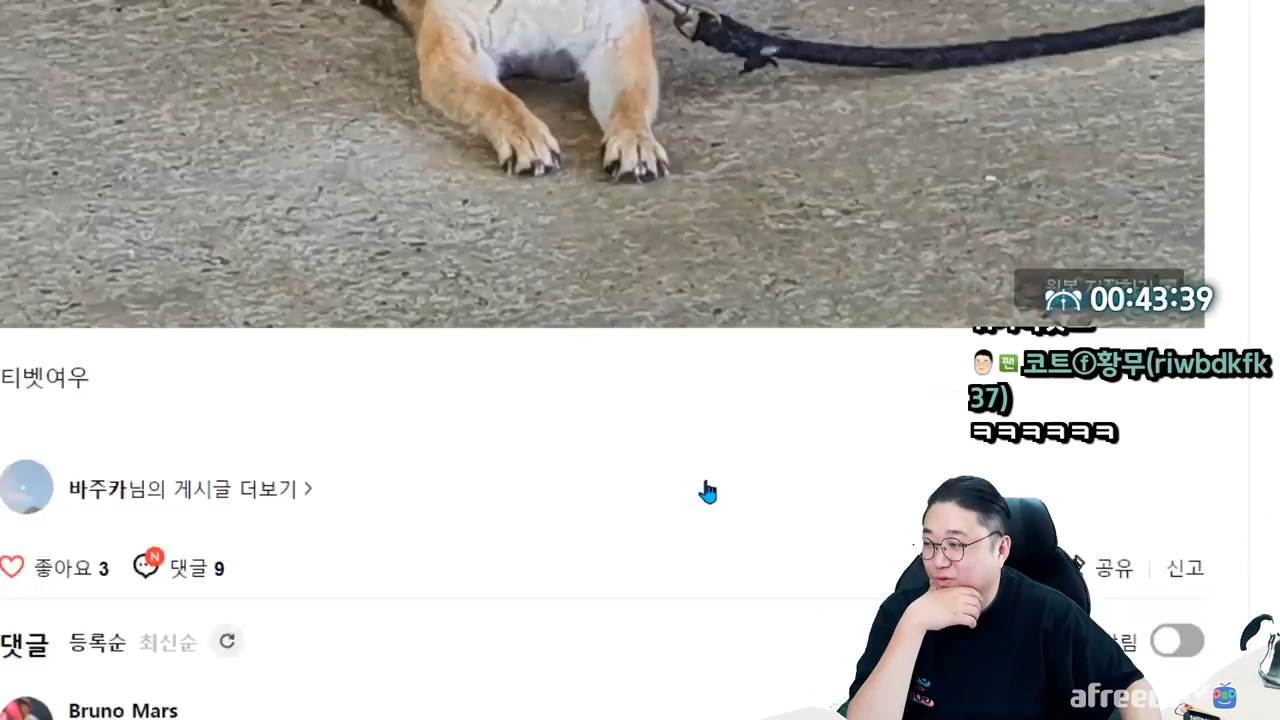 00:43:39
코트ⓕ황무(riwbdkfk
37)
ㅋㅋㅋㅋㅋㅋ
티벳여우
바주카님의 게시글 더보기 >
좋아요 3 N 댓글 9
공유 신고
댓글 등록순 최신순
Bruno Mars